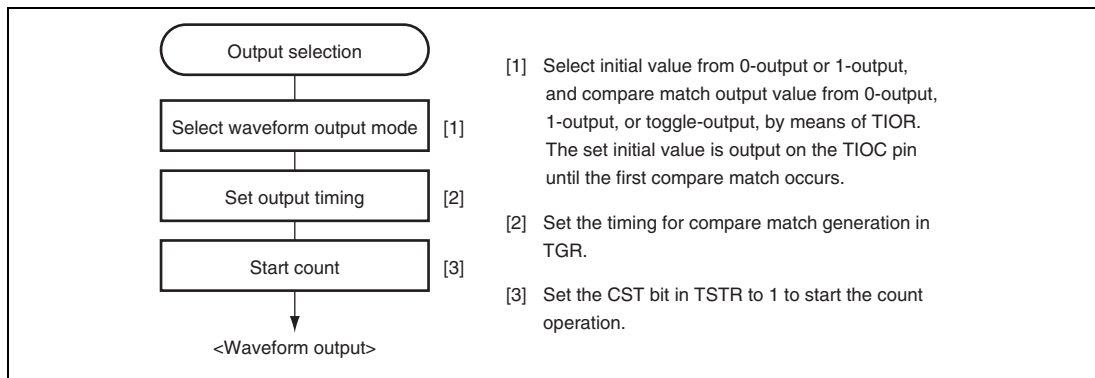 Output selection
Select waveform output mode [1]
Set output timing [2]
Start count [3]
<Waveform output>
[1] Select initial value from 0-output or 1-output,
and compare match output value from 0-output,
1-output, or toggle-output, by means of TIOR.
The set initial value is output on the TIOC pin
until the first compare match occurs.
[2] Set the timing for compare match generation in
TGR.
[3] Set the CST bit in TSTR to 1 to start the count
operation.